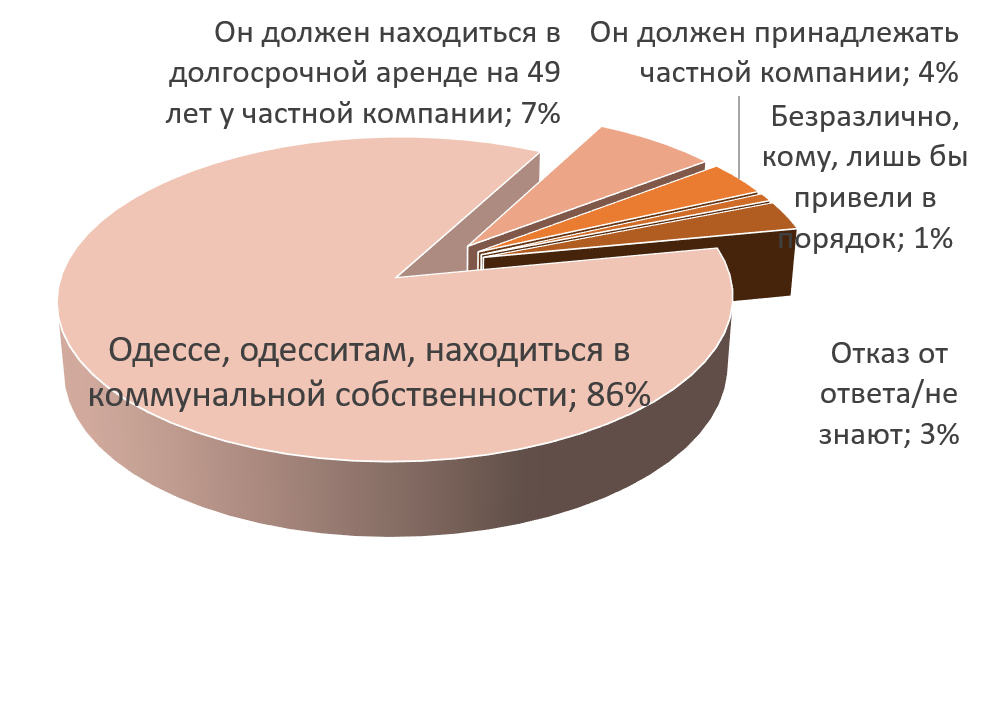 Он должен находиться в
долгосрочной аренде на 49
лет у частной компании; 7%
Он должен принадлежать
частной компании; 4%
Безразлично,
кому, лишь бы
привели в
порядок; 1%
Одессе, одесситам, находиться в
коммунальной собственности; 86%
Отказ от
ответа/не
знают; 3%